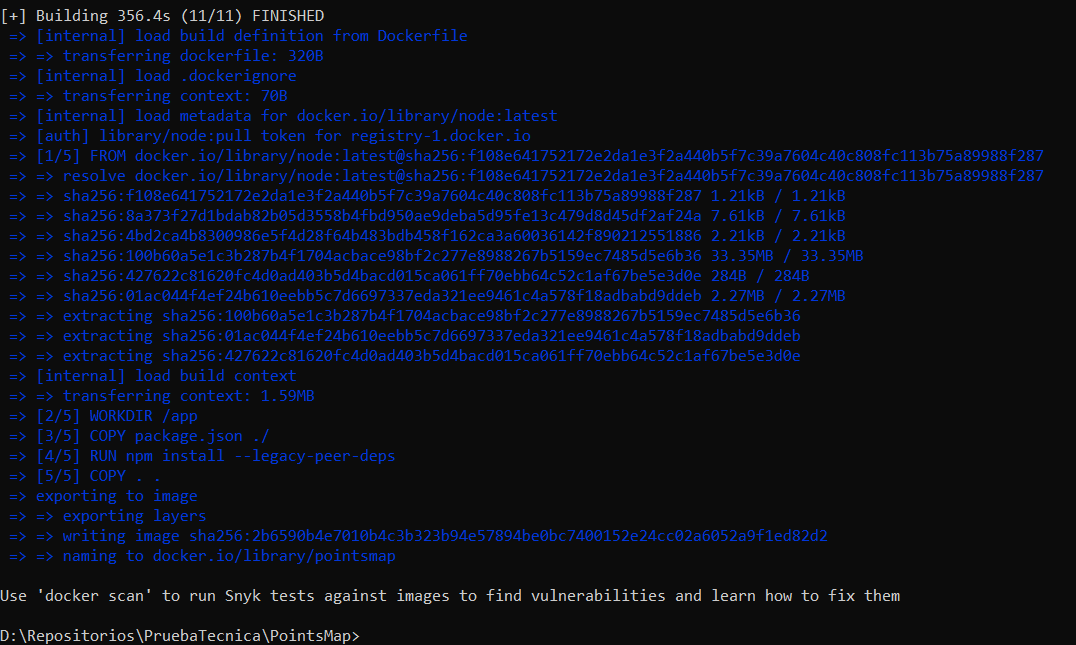 [+] Building 356.4s (11/11) FINISHED
=> [internal] load build definition from Dockerfile
=> => transferring dockerfile: 320B
=> [internal] load .dockerignore
=> => transferring context: 70B
=> [internal] load metadata for docker.io/library/node:latest
=> [auth] library/node:pull token for registry-1.docker.io
=> [1/5] FROM docker.io/library/node:latest@sha256:f108e641752172e2da1e3f2a440b5f7c39a7604c40c808fc113b75a89988f287
=> => resolve docker.io/library/node:latest@sha256:f108e641752172e2da1e3f2a440b5f7c39a7604c40c808fc113b75a89988f287
=> => sha256:f108e641752172e2da1e3f2a440b5f7c39a7604c40c808fc113b75a89988f287 1.21kB / 1.21kB
=> => sha256:8a373f27d1bdab82b05d3558b4fbd950ae9deba5d95fe13c479d8d45df2af24a 7.61kB / 7.61kB
=> => sha256:4bd2ca4b8300986e5f4d28f64b483bdb458f162ca3a60036142f890212551886 2.21kB / 2.21kB
=> => sha256:100b60a5e1c3b287b4f1704acbace98bf2c277e8988267b5159ec7485d5e6b36 33.35MB / 33.35MB
=> => sha256:427622c81620fc4d0ad403b5d4bacd015ca061ff70ebb64c52c1af67be5e3d0e 284B / 284B
=> => sha256:01ac044f4ef24b610eebb5c7d6697337eda321ee9461c4a578f18adbabd9ddeb 2.27MB / 2.27MB
=> => extracting sha256:100b60a5e1c3b287b4f1704acbace98bf2c277e8988267b5159ec7485d5e6b36
=> => extracting sha256:01ac044f4ef24b610eebb5c7d6697337eda321ee9461c4a578f18adbabd9ddeb
=> => extracting sha256:427622c81620fc4d0ad403b5d4bacd015ca061ff70ebb64c52c1af67be5e3d0e
=> [internal] load build context
=> => transferring context: 1.59MB
=> [2/5] WORKDIR /app
=> [3/5] COPY package.json ./
=> [4/5] RUN npm install --legacy-peer-deps
=> [5/5] COPY . .
=> exporting to image
=> => exporting layers
=> => writing image sha256:2b6590b4e7010b4c3b323b94e57894be0bc7400152e24cc02a6052a9f1ed82d2
=> => naming to docker.io/library/pointsmap
Use 'docker scan' to run Snyk tests against images to find vulnerabilities and learn how to fix them
D:\Repositorios\PruebaTecnica\PointsMap>